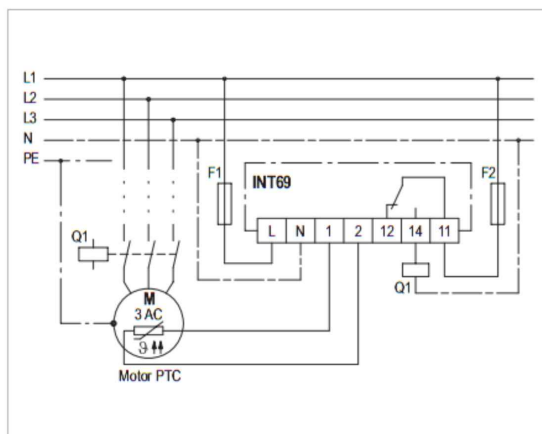 L1
L2
L3
N
PE
F1
INT69
F2
L N 1 2 12 14 11
Q1
Q1
M
3 AC
ϑ
Motor PTC